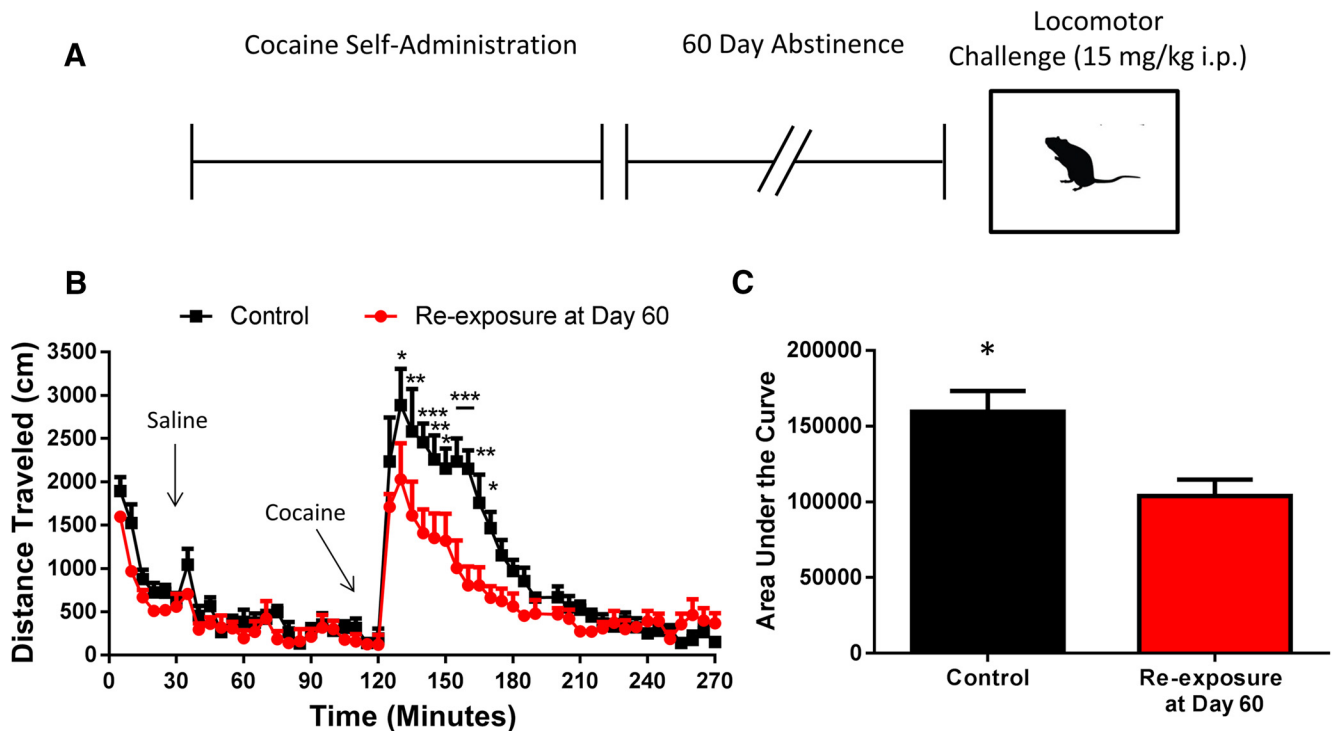 A
Cocaine Self-Administration
60 Day Abstinence
Locomotor
Challenge (15 mg/kg i.p.)
B
Control
Re-exposure at Day 60
Distance Traveled (cm)
3500
3000
2500
2000
1500
1000
500
0
Saline
Cocaine
*
**
***
**
*
***
**
*
0
30
60
90
120
150
180
210
240
270
Time (Minutes)
C
Area Under the Curve
200000
150000
100000
50000
0
*
Control
Re-exposure
at Day 60